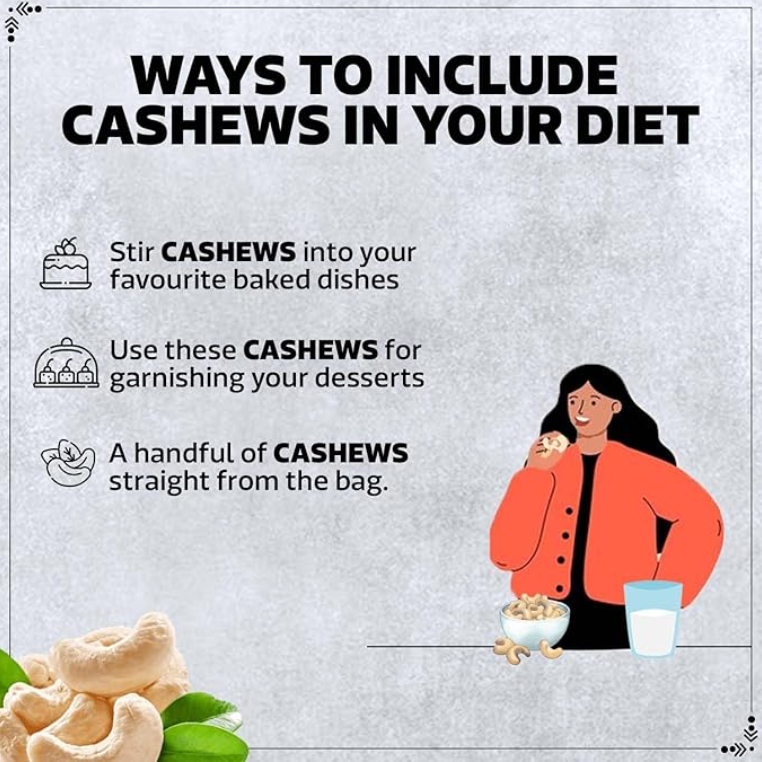 WAYS TO INCLUDE
CASHEWS IN YOUR DIET
Stir CASHEWS into your
favourite baked dishes
Use these CASHEWS for
garnishing your desserts
A handful of CASHEWS
straight from the bag.